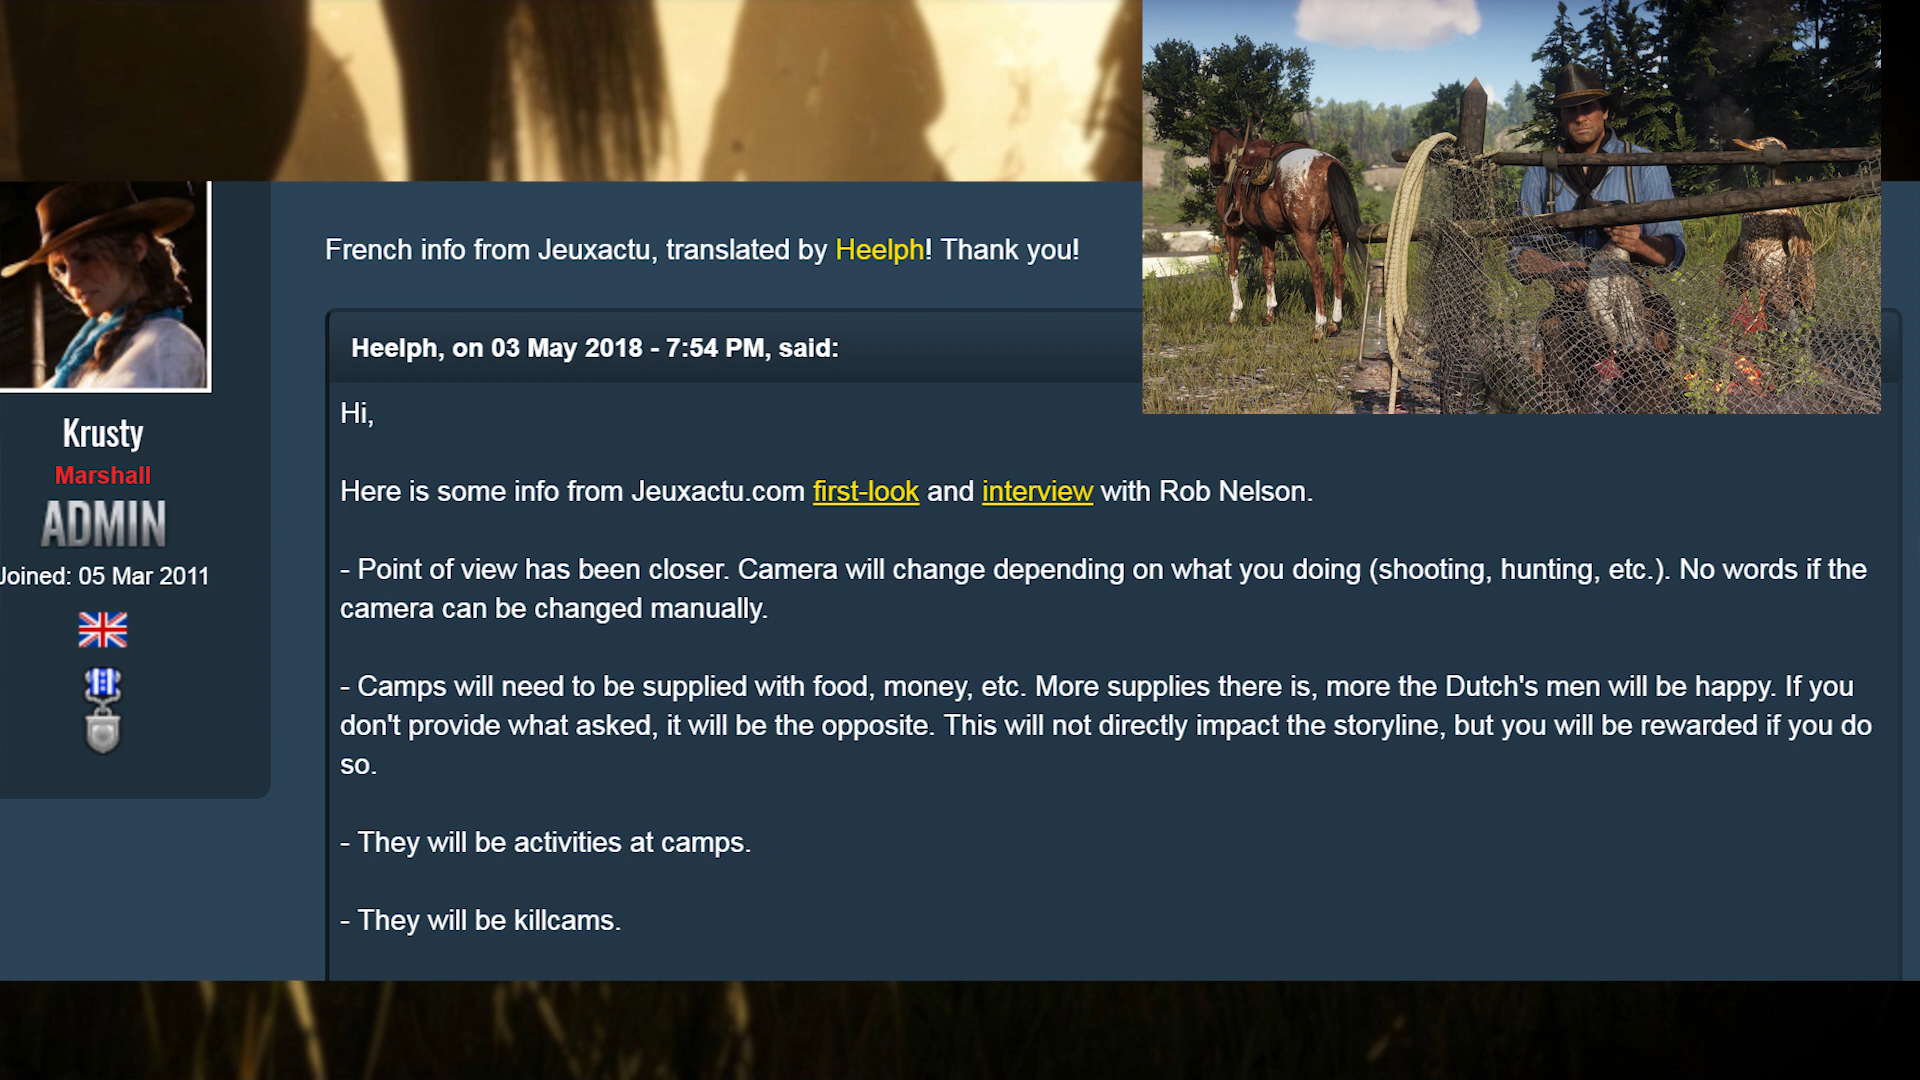 French info from Jeuxactu, translated by Heelph! Thank you!
Heelph, on 03 May 2018 - 7:54 PM, said:
Hi,
Krusty
Marshall
ADMIN
Joined: 05 Mar 2011
Here is some info from Jeuxactu.com first-look and interview with Rob Nelson.
- Point of view has been closer. Camera will change depending on what you doing (shooting, hunting, etc.). No words if the
camera can be changed manually.
- Camps will need to be supplied with food, money, etc. More supplies there is, more the Dutch's men will be happy. If you
don't provide what asked, it will be the opposite. This will not directly impact the storyline, but you will be rewarded if you do
so.
- They will be activities at camps.
- They will be killcams.